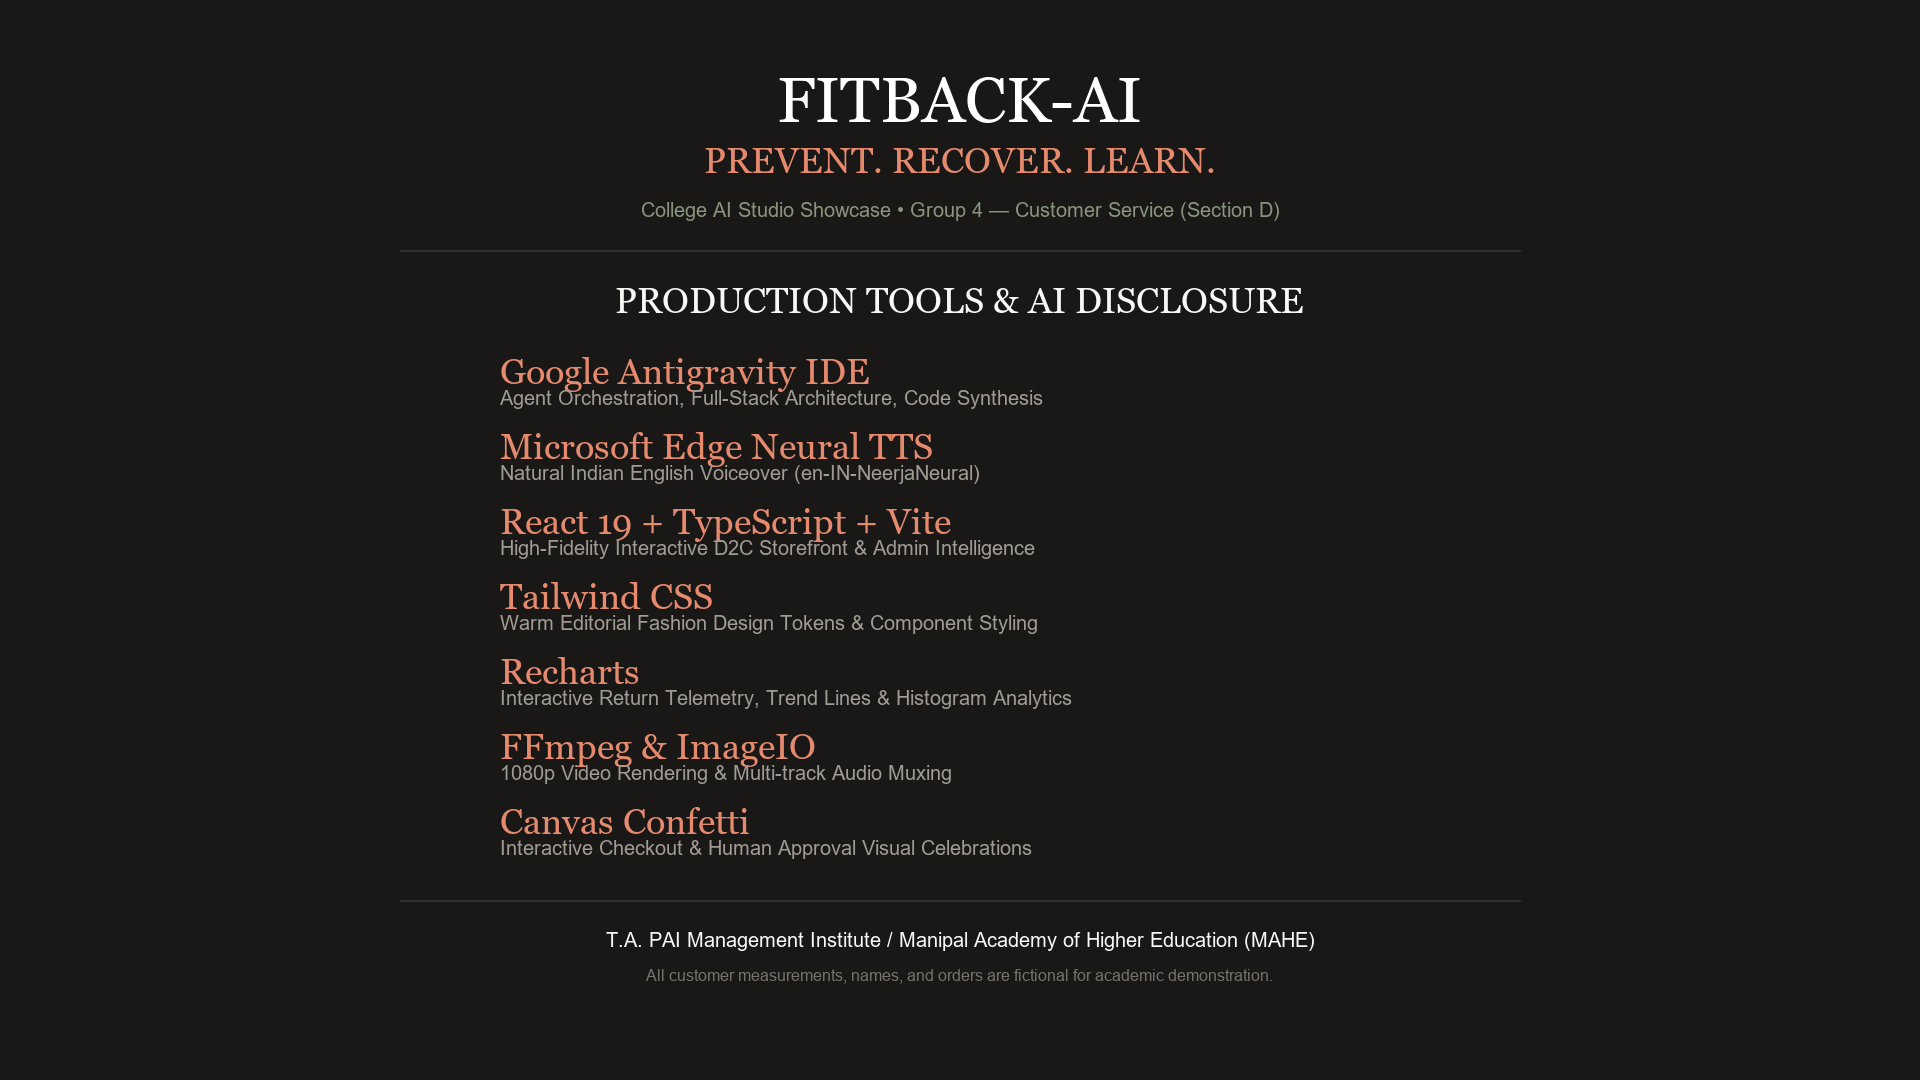 FITBACK-AI
PREVENT. RECOVER. LEARN.
College AI Studio Showcase • Group 4 — Customer Service (Section D)
PRODUCTION TOOLS & AI DISCLOSURE
Google Antigravity IDE
Agent Orchestration, Full-Stack Architecture, Code Synthesis
Microsoft Edge Neural TTS
Natural Indian English Voiceover (en-IN-NeerjaNeural)
React 19 + TypeScript + Vite
High-Fidelity Interactive D2C Storefront & Admin Intelligence
Tailwind CSS
Warm Editorial Fashion Design Tokens & Component Styling
Recharts
Interactive Return Telemetry, Trend Lines & Histogram Analytics
FFmpeg & ImageIO
1080p Video Rendering & Multi-track Audio Muxing
Canvas Confetti
Interactive Checkout & Human Approval Visual Celebrations
T.A. PAI Management Institute / Manipal Academy of Higher Education (MAHE)
All customer measurements, names, and orders are fictional for academic demonstration.